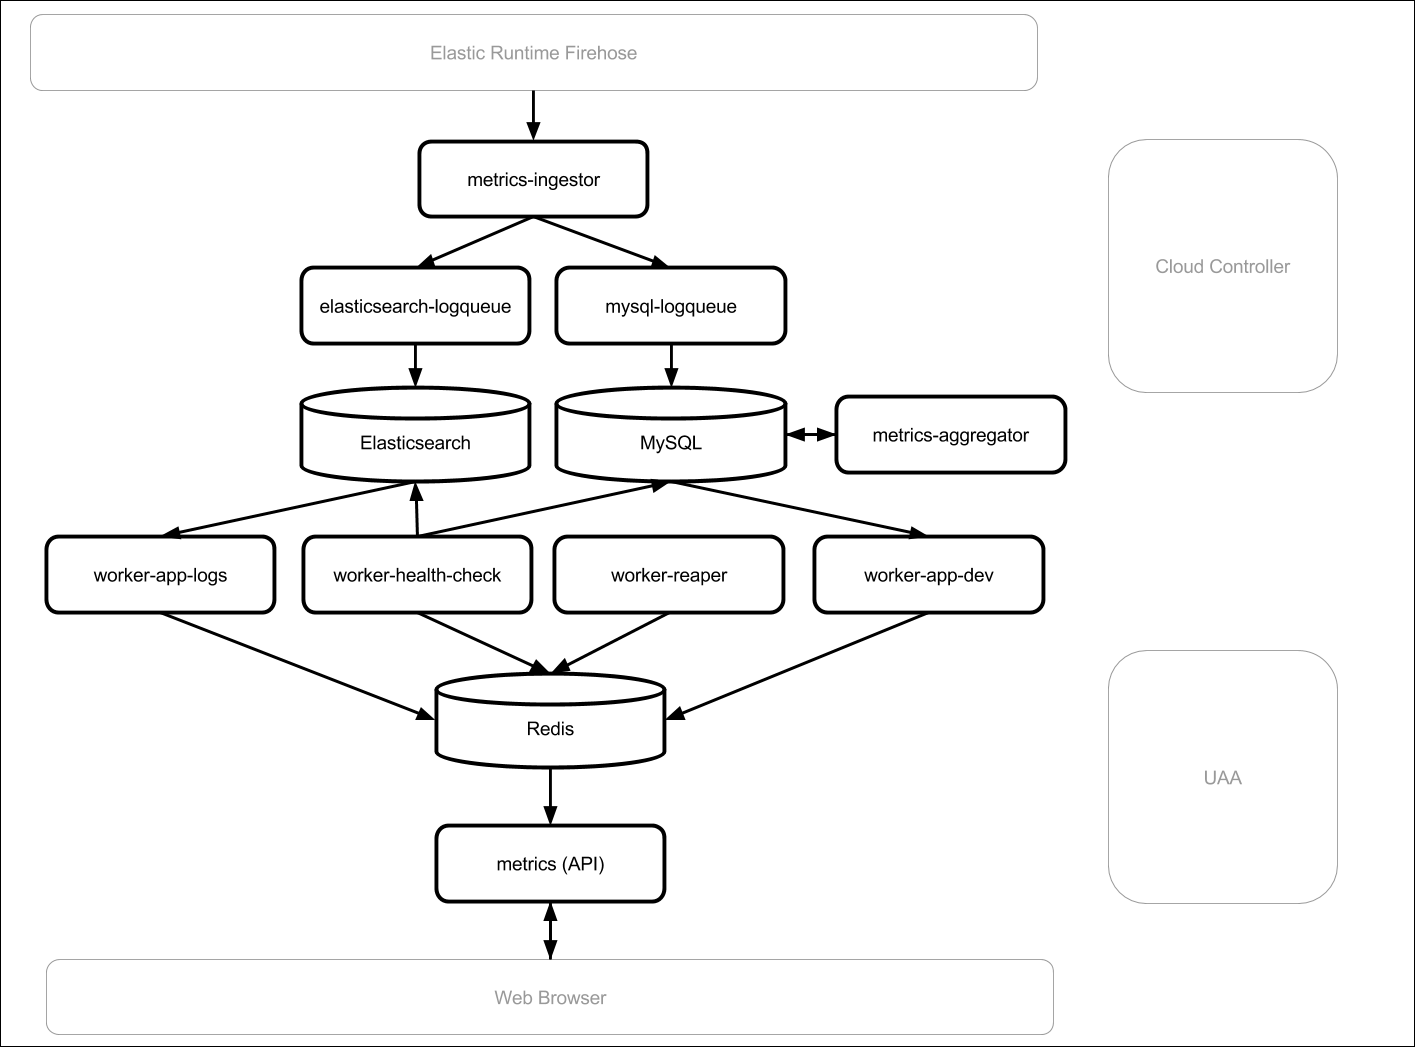 Elastic Runtime Firehose
metrics-ingestor
elasticsearch-logqueue
mysql-logqueue
Cloud Controller
Elasticsearch
MySQL
metrics-aggregator
worker-app-logs
worker-health-check
worker-reaper
worker-app-dev
Redis
UAA
metrics (API)
Web Browser